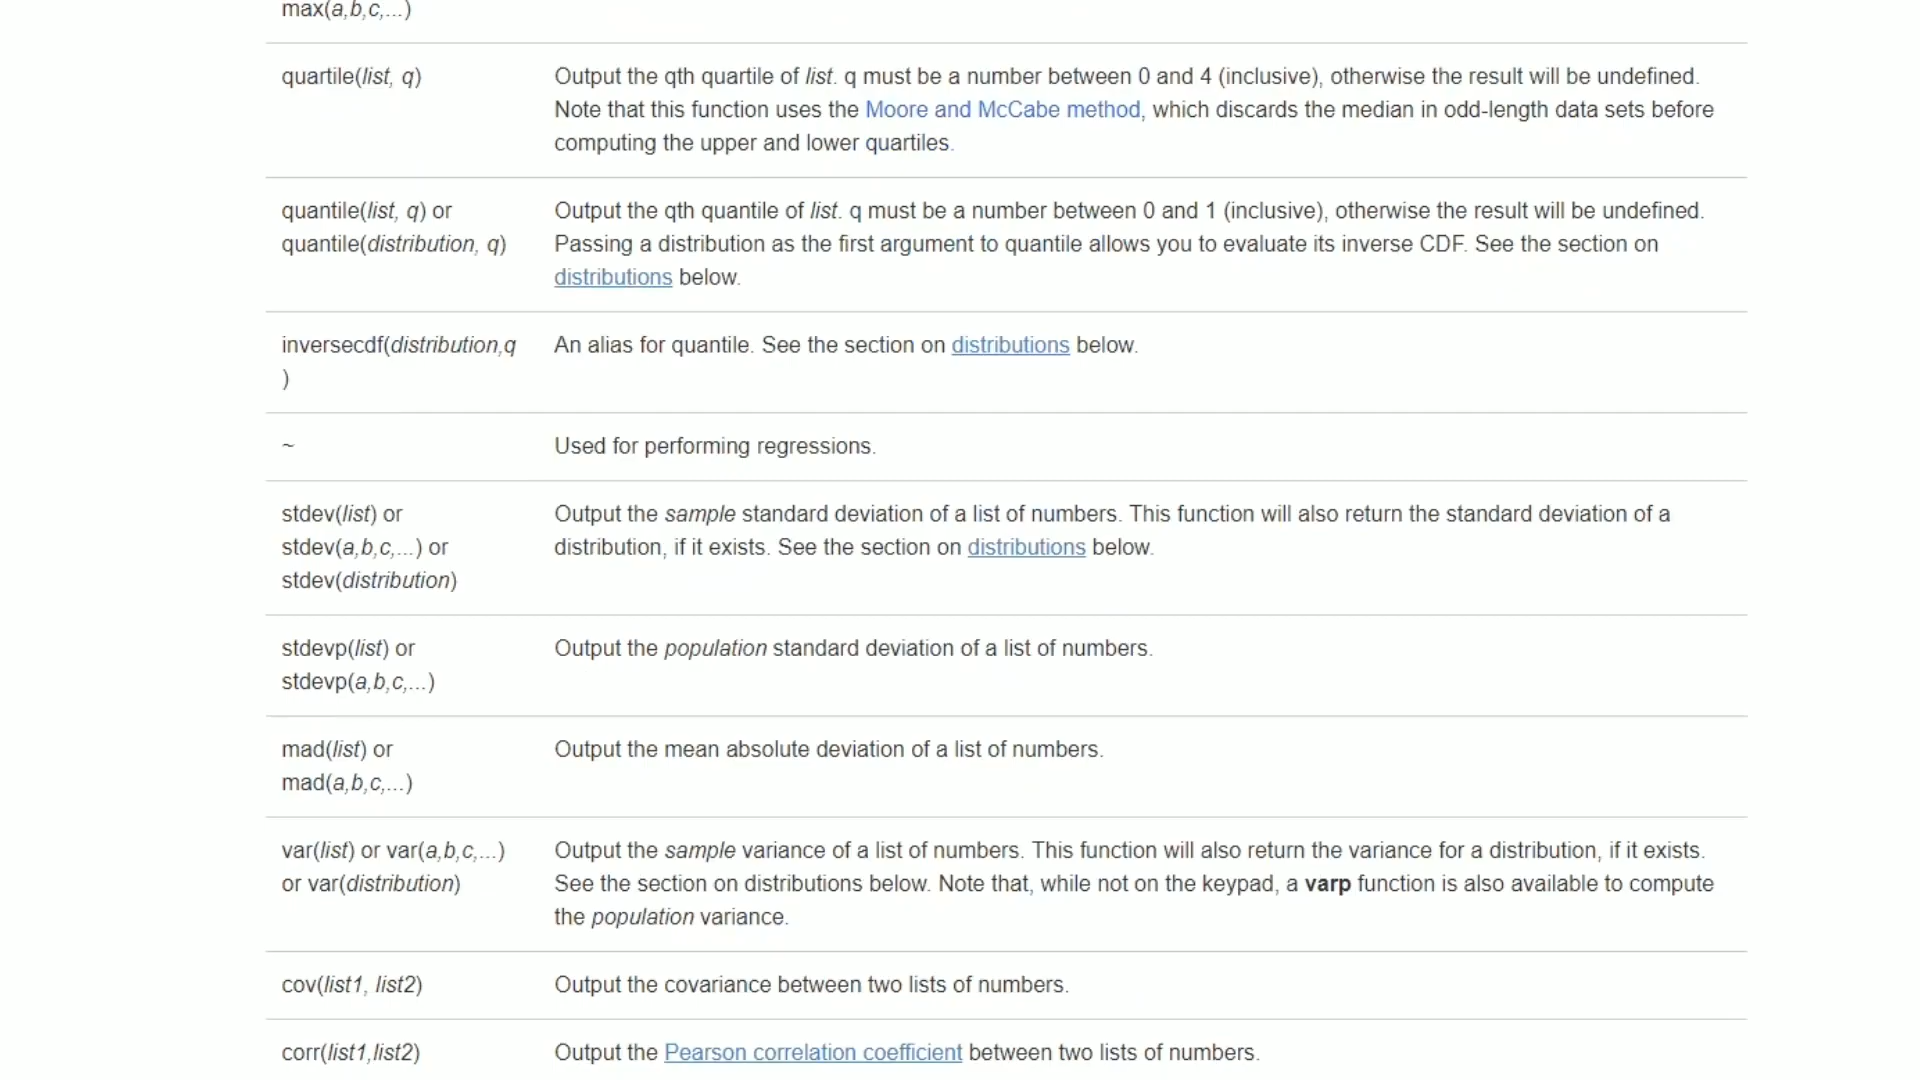 max(a,b,c,...)
quartile(list, q)
Output the qth quartile of list. q must be a number between 0 and 4 (inclusive), otherwise the result will be undefined.
Note that this function uses the Moore and McCabe method, which discards the median in odd-length data sets before
computing the upper and lower quartiles.
quantile(list, q) or
quantile(distribution, q)
Output the qth quantile of list. q must be a number between 0 and 1 (inclusive), otherwise the result will be undefined.
Passing a distribution as the first argument to quantile allows you to evaluate its inverse CDF. See the section on
distributions below.
inversecdf(distribution,q
)
An alias for quantile. See the section on distributions below.
~
Used for performing regressions.
stdev(list) or
stdev(a,b,c,...) or
stdev(distribution)
Output the sample standard deviation of a list of numbers. This function will also return the standard deviation of a
distribution, if it exists. See the section on distributions below.
stdevp(list) or
stdevp(a,b,c,...)
Output the population standard deviation of a list of numbers.
mad(list) or
mad(a,b,c,...)
Output the mean absolute deviation of a list of numbers.
var(list) or var(a,b,c,...)
or var(distribution)
Output the sample variance of a list of numbers. This function will also return the variance for a distribution, if it exists.
See the section on distributions below. Note that, while not on the keypad, a varp function is also available to compute
the population variance.
cov(list1, list2)
Output the covariance between two lists of numbers.
corr(list1,list2)
Output the Pearson correlation coefficient between two lists of numbers.